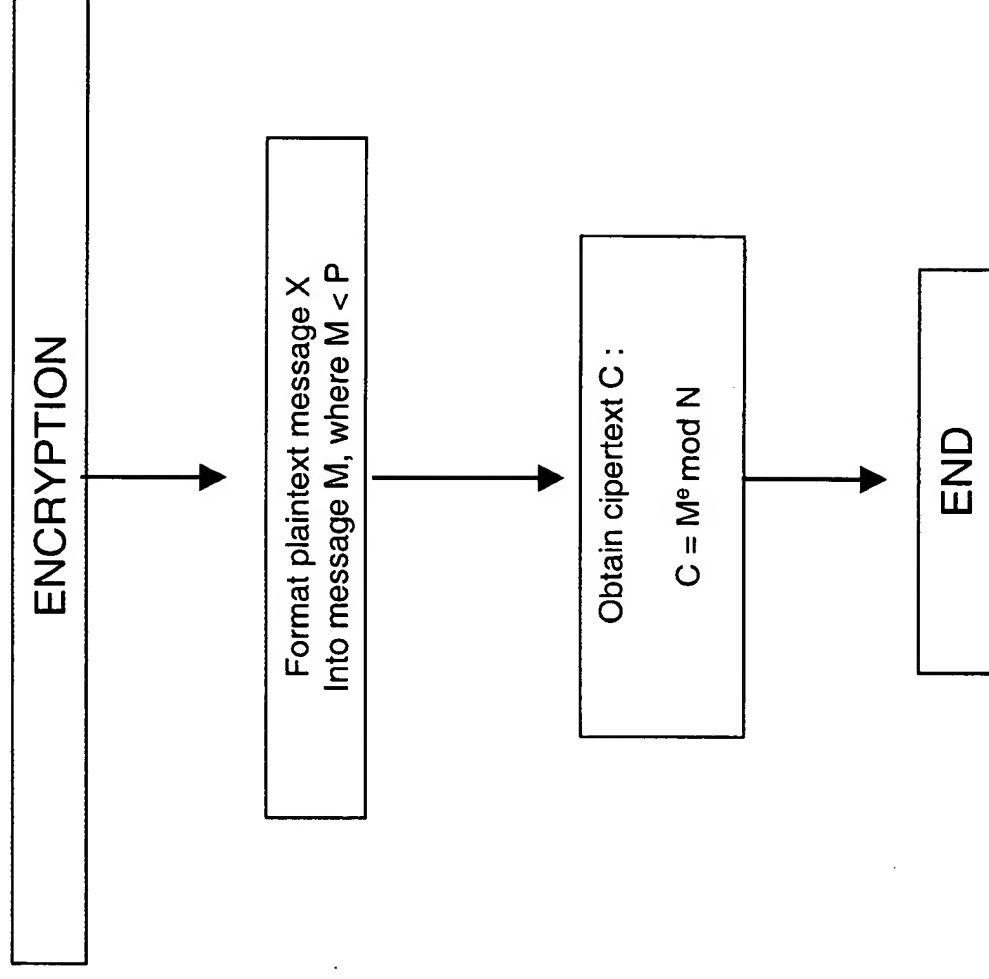 ENCRYPTION
Format plaintext message X
Into message M, where M < P
Obtain cipertext C :
C = Mᵉ mod N
END